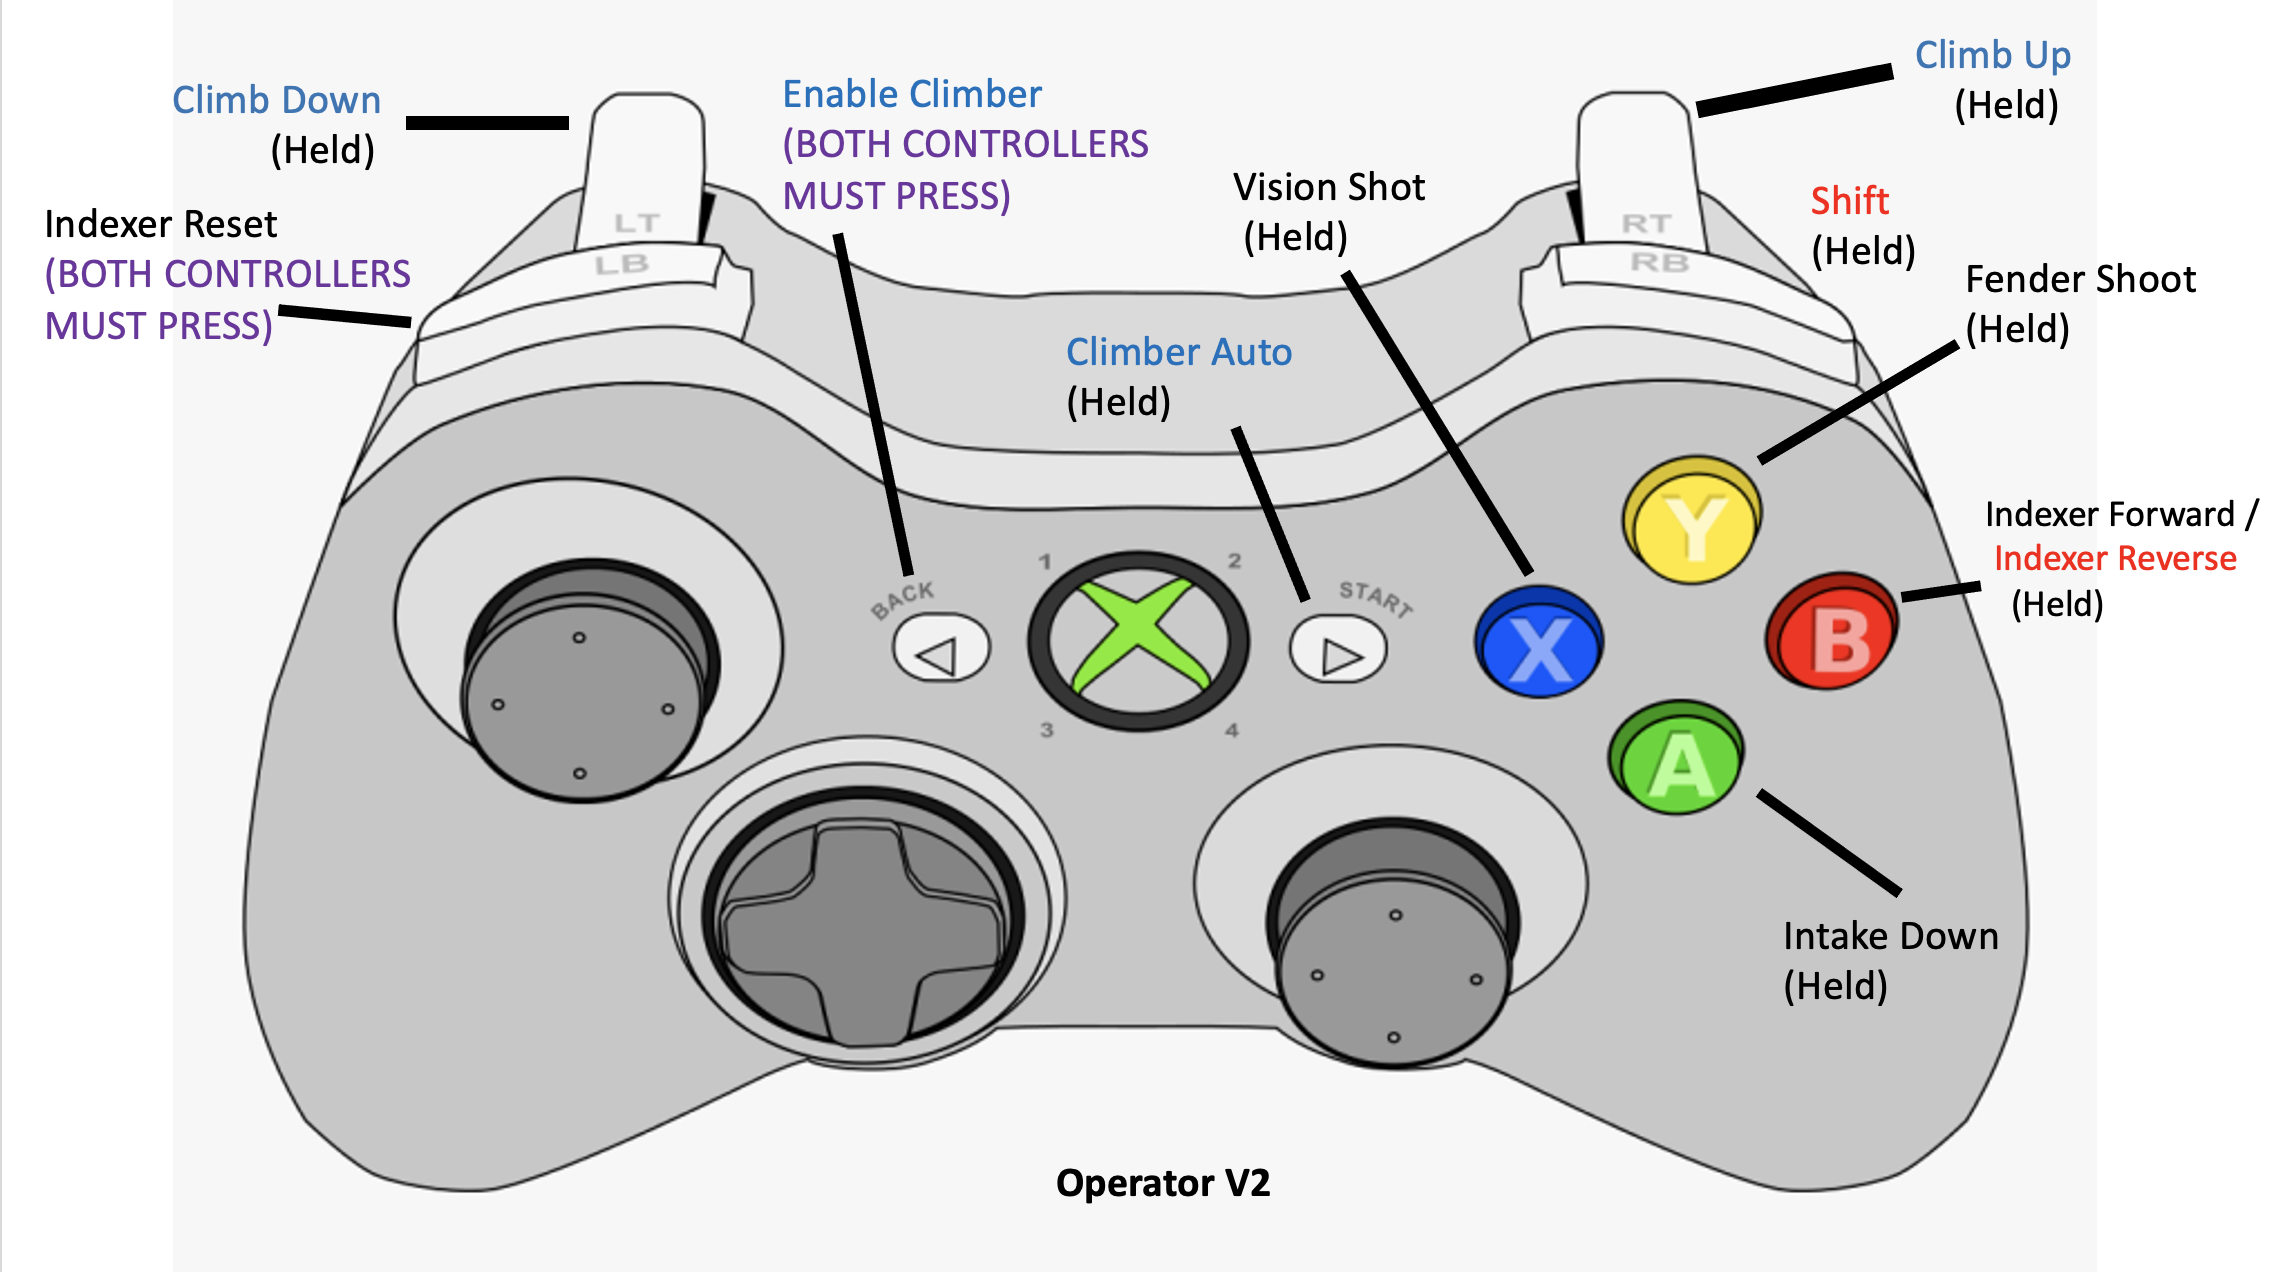 Climb Up
(Held)
Climb Down
(Held)
Enable Climber
(BOTH CONTROLLERS
MUST PRESS)
Vision Shot
(Held)
Shift
(Held)
Indexer Reset
(BOTH CONTROLLERS
MUST PRESS)
LT
LB
RT
RB
Fender Shoot
(Held)
Climber Auto
(Held)
Indexer Forward /
Indexer Reverse
(Held)
Y
X
B
A
BACK
START
1
2
3
4
Intake Down
(Held)
Operator V2